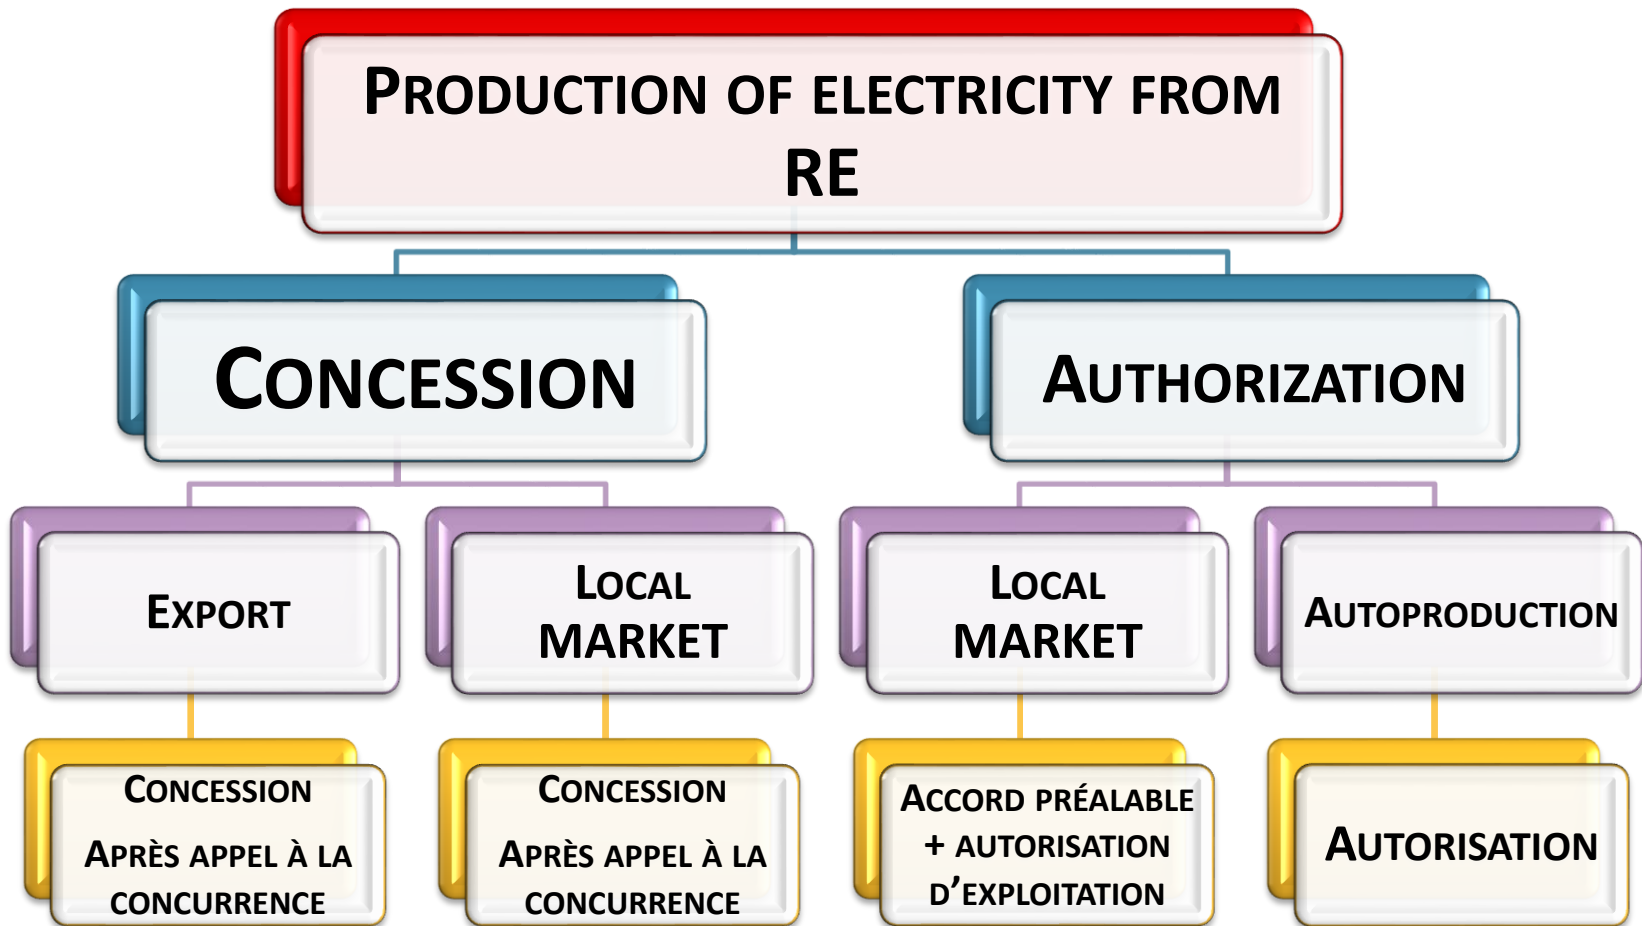 PRODUCTION OF ELECTRICITY FROM
RE
CONCESSION
AUTHORIZATION
EXPORT
LOCAL
MARKET
LOCAL
MARKET
AUTOPRODUCTION
CONCESSION
APRÈS APPEL À LA
CONCURRENCE
CONCESSION
APRÈS APPEL À LA
CONCURRENCE
ACCORD PRÉALABLE
+ AUTORISATION
D’EXPLOITATION
AUTORISATION